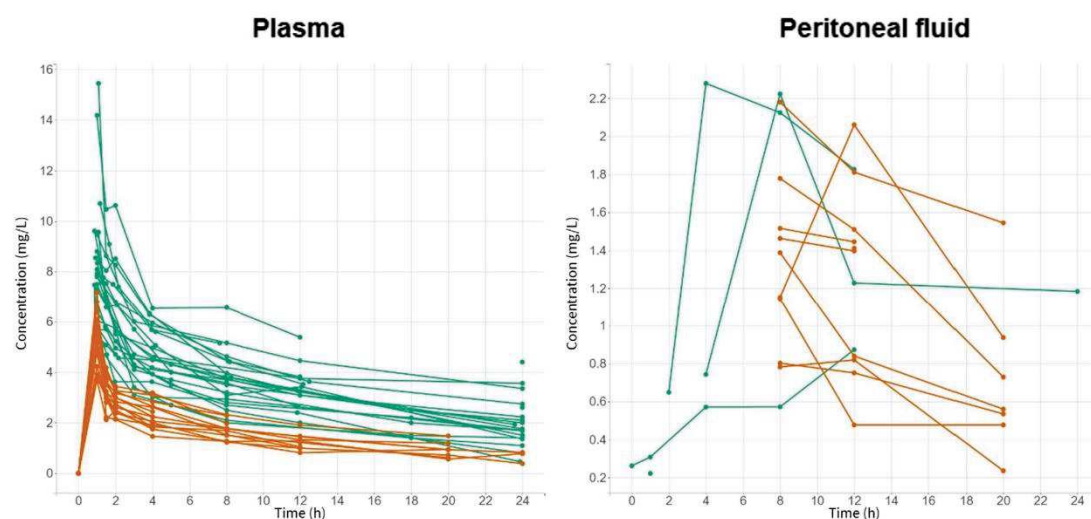 Plasma
Peritoneal fluid
Concentration (mg/L)
16
14
12
10
8
6
4
2
0
0 2 4 6 8 10 12 14 16 18 20 22 24
Time (h)
Concentration (mg/L)
2.2
2
1.8
1.6
1.4
1.2
1
0.8
0.6
0.4
0.2
0 2 4 6 8 10 12 14 16 18 20 22 24
Time (h)